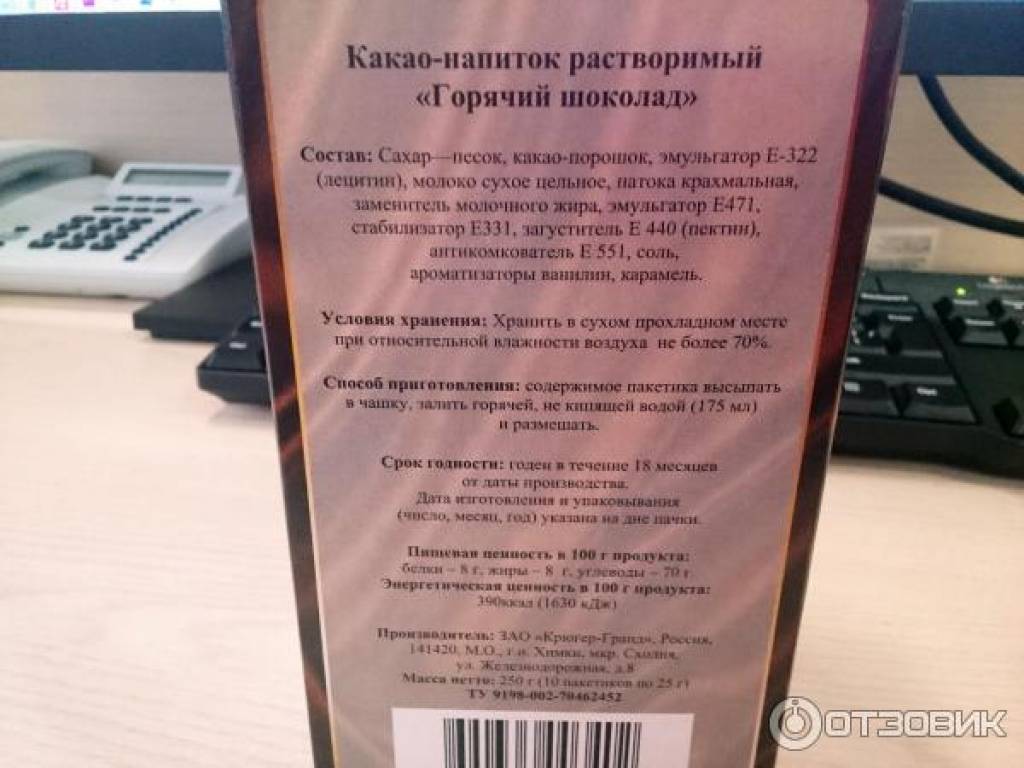 Какао-напиток растворимый
«Горячий шоколад»
Состав: Сахар—песок, какао-порошок, эмульгатор Е-322
(лецитин), молоко сухое цельное, патока крахмальная,
заменитель молочного жира, эмульгатор Е471,
стабилизатор Е331, загуститель Е 440 (пектин),
антикомкователь Е 551, соль,
ароматизаторы ванилин, карамель.
Условия хранения: Хранить в сухом прохладном месте
при относительной влажности воздуха не более 70%.
Способ приготовления: содержимое пакетика высыпать
в чашку, залить горячей, не кипящей водой (175 мл)
и размешать.
Срок годности: годен в течение 18 месяцев
от даты производства.
Дата изготовления и упаковывания
(число, месяц, год) указана на дне пачки.
Пищевая ценность в 100 г продукта:
белки – 8 г, жиры – 8 г, углеводы – 70 г
Энергетическая ценность в 100 г продукта:
390ккал (1630 кДж)
Производитель: ЗАО «Крюгер-Гранд», Россия,
141420, М.О., г.о. Химки, мкр. Сходня,
ул. Железнодорожная, д.8
Масса нетто: 250 г (10 пакетиков по 25 г)
ТУ 9198-002-70462452
ОТЗОВИК